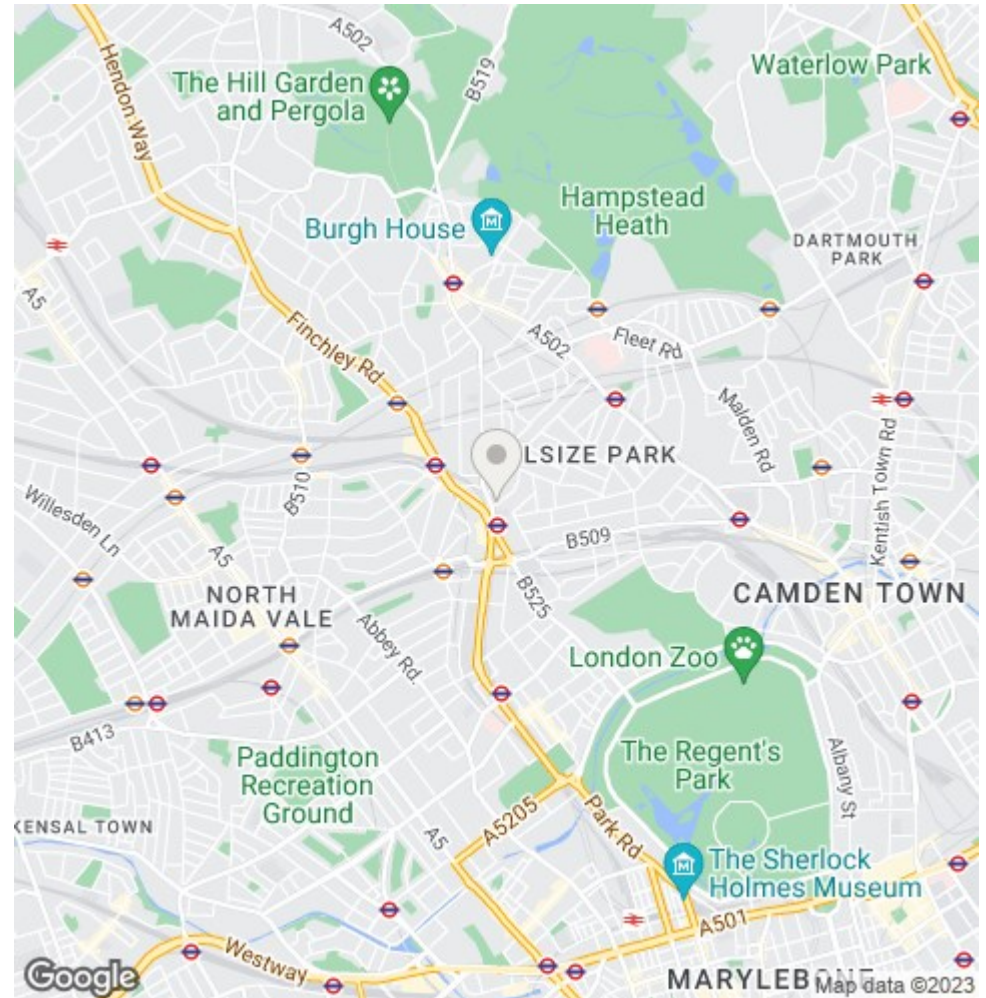 A502
B519
Hendon Way
The Hill Garden
and Pergola
Waterlow Park
Burgh House
Hampstead
Heath
DARTMOUTH
PARK
A5
Finchley Rd
A502
Fleet Rd
Malden Rd
LSIZE PARK
Kentish Town Rd
B510
Willesden Ln
A5
B509
B525
NORTH
MAIDA VALE
CAMDEN TOWN
Abbey Rd.
London Zoo
B413
Paddington
Recreation
Ground
The Regent's
Park
Albany St
KENSAL TOWN
A5
A5205
Park Rd
The Sherlock
Holmes Museum
A501
Westway
MARYLEBONE
Google
Map data ©2023